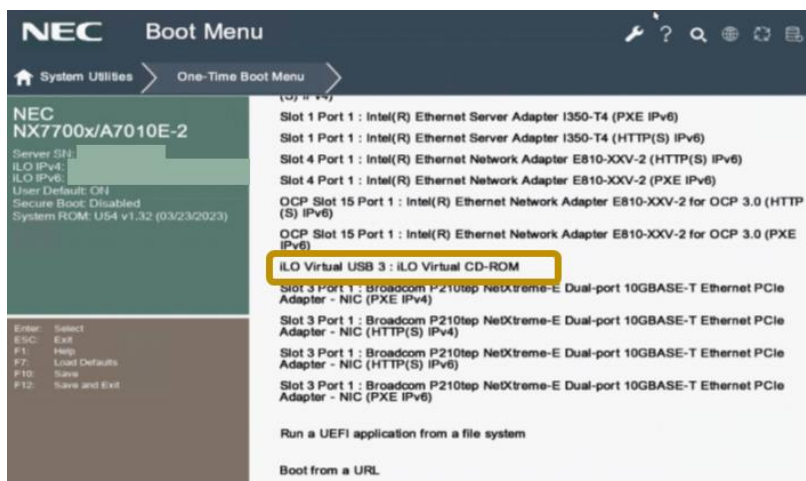 NEC Boot Menu
System Utilities One-Time Boot Menu
NEC
NX7700x/A7010E-2
Server SN:
iLO IPv4:
iLO IPv6:
User Default: ON
Secure Boot: Disabled
System ROM: U54 v1.32 (03/23/2023)
Enter: Select
ESC: Exit
F1: Help
F7: Load Defaults
F10: Save
F12: Save and Exit
(S) IPv4)
Slot 1 Port 1 : Intel(R) Ethernet Server Adapter I350-T4 (PXE IPv6)
Slot 1 Port 1 : Intel(R) Ethernet Server Adapter I350-T4 (HTTP(S) IPv6)
Slot 4 Port 1 : Intel(R) Ethernet Network Adapter E810-XXV-2 (HTTP(S) IPv6)
Slot 4 Port 1 : Intel(R) Ethernet Network Adapter E810-XXV-2 (PXE IPv6)
OCP Slot 15 Port 1 : Intel(R) Ethernet Network Adapter E810-XXV-2 for OCP 3.0 (HTTP
(S) IPv6)
OCP Slot 15 Port 1 : Intel(R) Ethernet Network Adapter E810-XXV-2 for OCP 3.0 (PXE
IPv6)
iLO Virtual USB 3 : iLO Virtual CD-ROM
Slot 3 Port 1 : Broadcom P210tep NetXtreme-E Dual-port 10GBASE-T Ethernet PCIe
Adapter - NIC (PXE IPv4)
Slot 3 Port 1 : Broadcom P210tep NetXtreme-E Dual-port 10GBASE-T Ethernet PCIe
Adapter - NIC (HTTP(S) IPv4)
Slot 3 Port 1 : Broadcom P210tep NetXtreme-E Dual-port 10GBASE-T Ethernet PCIe
Adapter - NIC (HTTP(S) IPv6)
Slot 3 Port 1 : Broadcom P210tep NetXtreme-E Dual-port 10GBASE-T Ethernet PCIe
Adapter - NIC (PXE IPv6)
Run a UEFI application from a file system
Boot from a URL